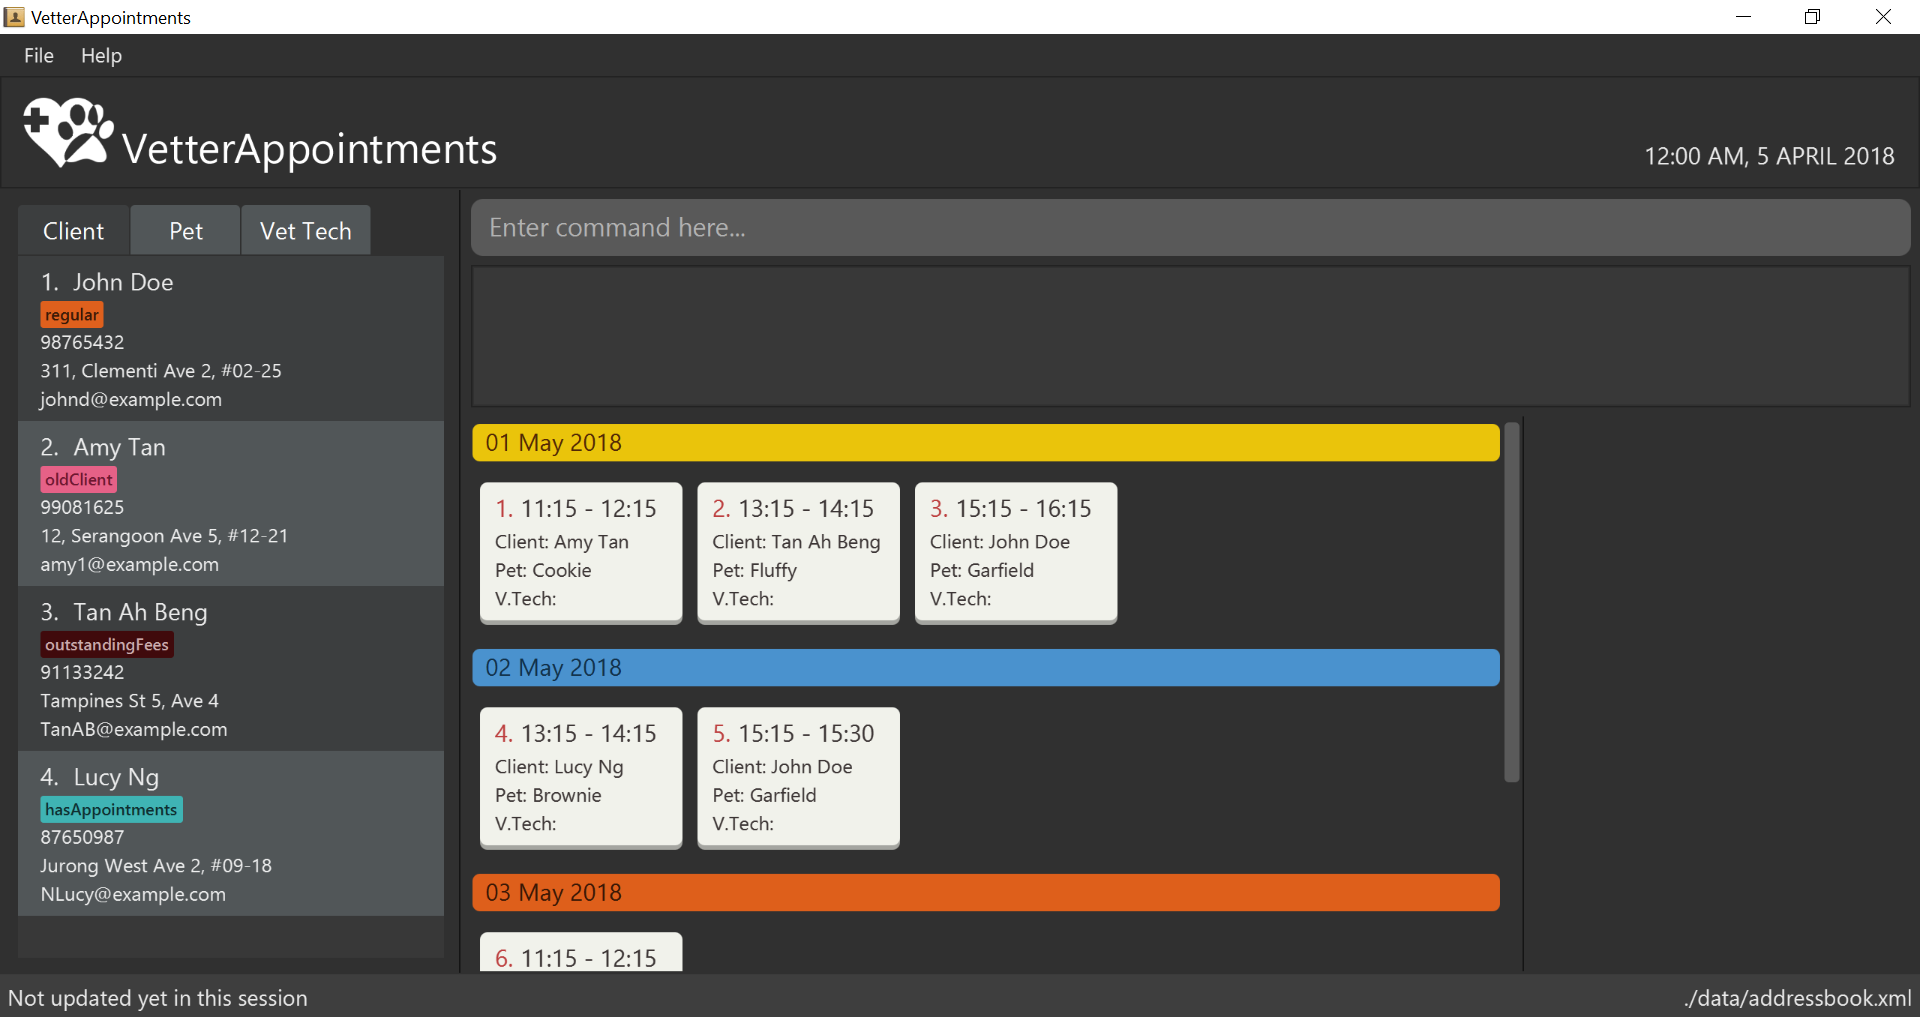 VetterAppointments
File Help
VetterAppointments
12:00 AM, 5 APRIL 2018
Client Pet Vet Tech
1. John Doe
regular
98765432
311, Clementi Ave 2, #02-25
johnd@example.com
2. Amy Tan
oldClient
99081625
12, Serangoon Ave 5, #12-21
amy1@example.com
3. Tan Ah Beng
outstandingFees
91133242
Tampines St 5, Ave 4
TanAB@example.com
4. Lucy Ng
hasAppointments
87650987
Jurong West Ave 2, #09-18
NLucy@example.com
Enter command here...
01 May 2018
1. 11:15 - 12:15
Client: Amy Tan
Pet: Cookie
V.Tech:
2. 13:15 - 14:15
Client: Tan Ah Beng
Pet: Fluffy
V.Tech:
3. 15:15 - 16:15
Client: John Doe
Pet: Garfield
V.Tech:
02 May 2018
4. 13:15 - 14:15
Client: Lucy Ng
Pet: Brownie
V.Tech:
5. 15:15 - 15:30
Client: John Doe
Pet: Garfield
V.Tech:
03 May 2018
6. 11:15 - 12:15
Not updated yet in this session
./data/addressbook.xml